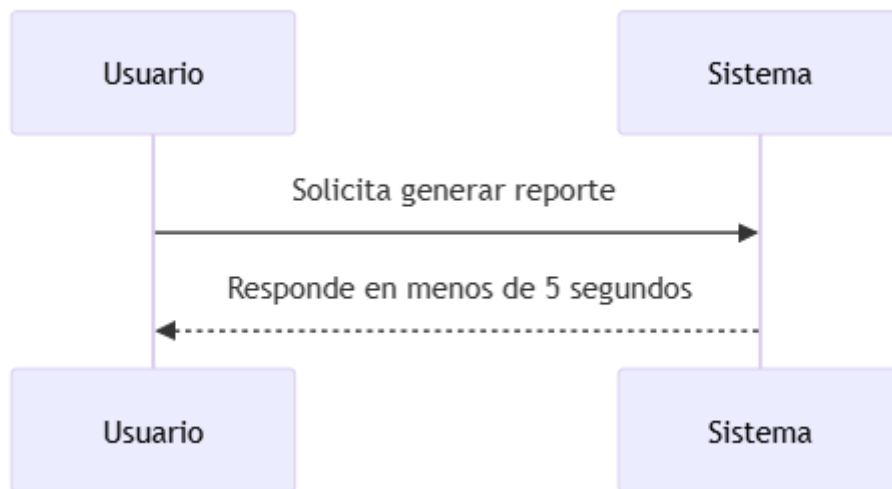 Usuario
Sistema
Solicita generar reporte
Responde en menos de 5 segundos
Usuario
Sistema